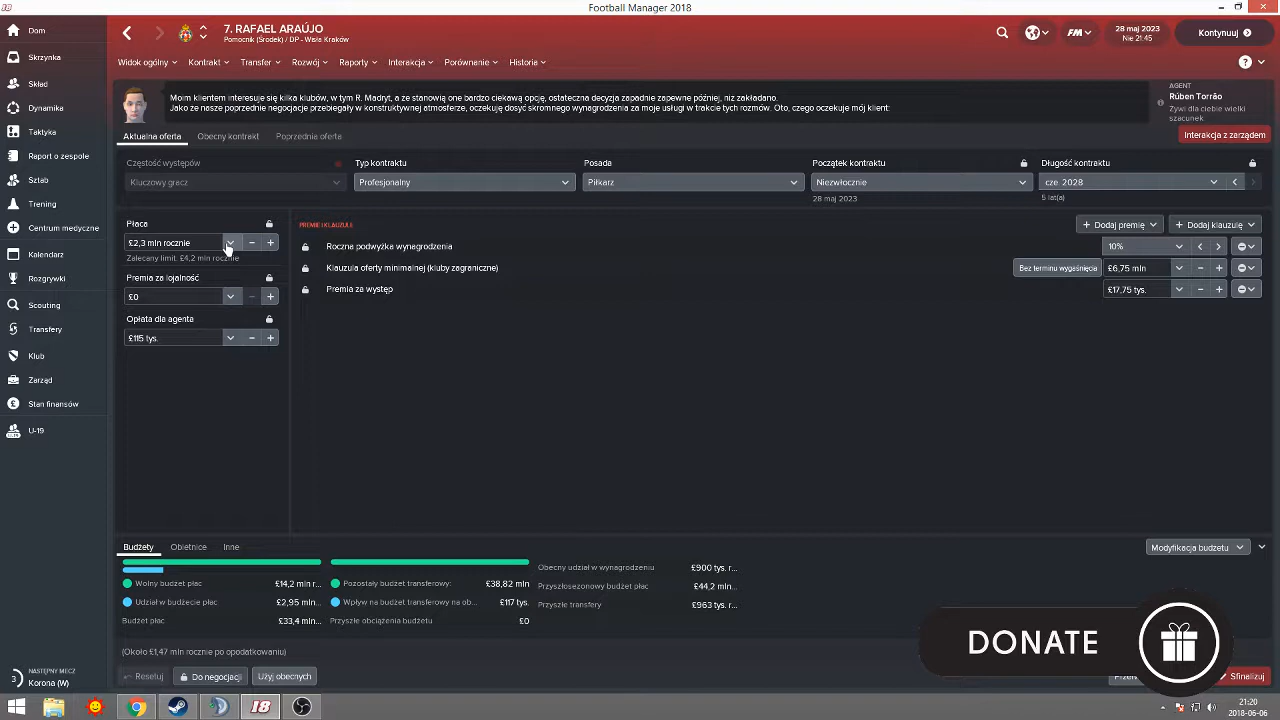 18
Football Manager 2018
Dom
Skrzynka
Skład
Dynamika
Taktyka
Raport o zespole
Sztab
Trening
Centrum medyczne
Kalendarz
Rozgrywki
Scouting
Transfery
Klub
Zarząd
Stan finansów
U-19
3
NASTĘPNY MECZ
Korona (W)
7. RAFAEL ARAÚJO
Pomocnik (Środek) / DP - Wisła Kraków
FM
28 maj 2023
Nie 21:45
Kontynuuj
Widok ogólny
Kontrakt
Transfer
Rozwój
Raporty
Interakcja
Porównanie
Historia
?
Moim klientem interesuje się kilka klubów, w tym R. Madryt, a ze stanowią one bardzo ciekawą opcję, ostateczna decyzja zapadnie zapewne później, niż zakładano.
Jako że nasze poprzednie negocjacje przebiegały w konstruktywnej atmosferze, oczekuję dosyć skromnego wynagrodzenia za moje usługi w trakcie tych rozmów. Oto, czego oczekuje mój klient:
AGENT
Rúben Torrão
Żywi dla ciebie wielki
szacunek
Aktualna oferta
Obecny kontrakt
Poprzednia oferta
Interakcja z zarządem
Częstość występów
Typ kontraktu
Posada
Początek kontraktu
Długość kontraktu
Kluczowy gracz
Profesjonalny
Piłkarz
Niezwłocznie
cze. 2028
28 maj 2023
5 lat(a)
Płaca
£2,3 mln rocznie
Zalecany limit: £4,2 mln rocznie
Premia za lojalność
£0
Opłata dla agenta
£115 tys.
PREMIE I KLAUZULE
Dodaj premię
Dodaj klauzulę
Roczna podwyżka wynagrodzenia
10%
Klauzula oferty minimalnej (kluby zagraniczne)
Bez terminu wygaśnięcia
£6,75 mln
Premia za występ
£17,75 tys.
Budżety
Obietnice
Inne
Modyfikacja budżetu
Wolny budżet płac
£14,2 mln r...
Udział w budżecie płac
£2,95 mln...
Budżet płac
£33,4 mln...
Pozostały budżet transferowy:
£38,82 mln
Wpływ na budżet transferowy na ob...
£117 tys.
Przyszłe obciążenia budżetu
£0
Obecny udział w wynagrodzeniu
£900 tys. r...
Przyszłosezonowy budżet płac
£44,2 mln...
Przyszłe transfery
£963 tys. r...
DONATE
(Około £1,47 mln rocznie po opodatkowaniu)
Resetuj
Do negocjacji
Użyj obecnych
Sfinalizuj
18
21:20
2018-06-06